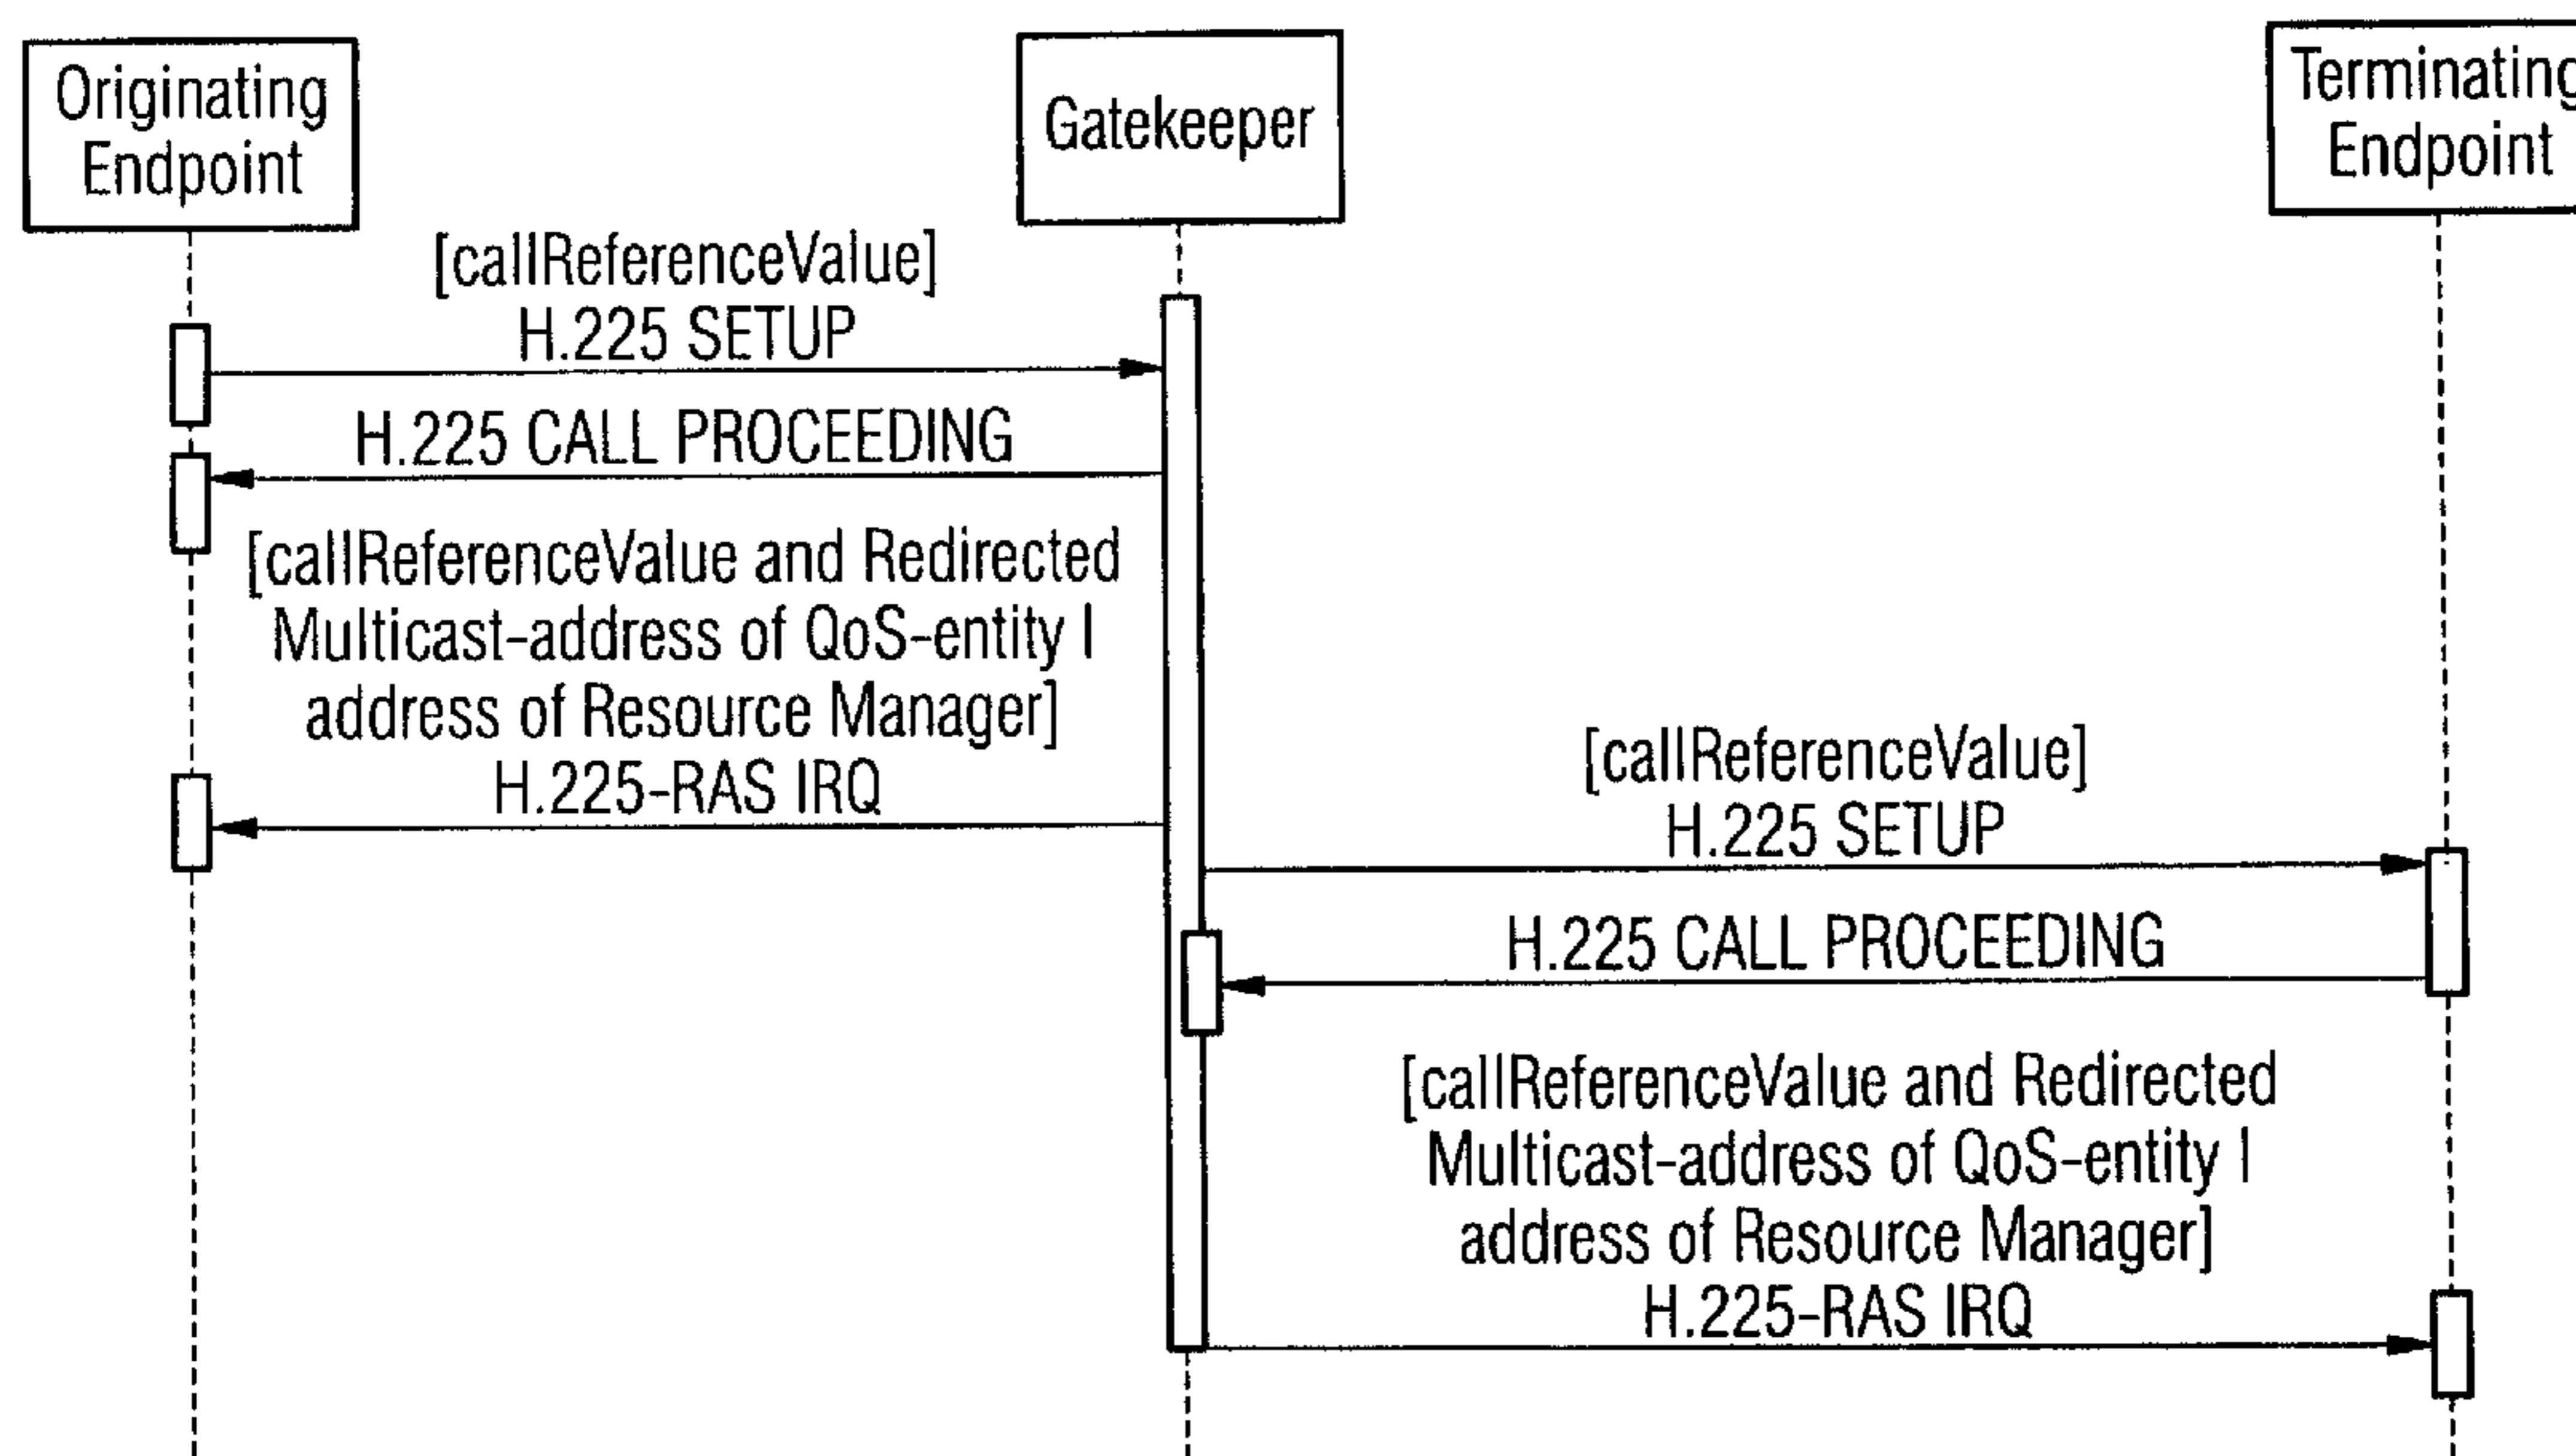 Originating
Endpoint
Gatekeeper
Terminating
Endpoint
[callReferenceValue]
H.225 SETUP
H.225 CALL PROCEEDING
[callReferenceValue and Redirected
Multicast-address of QoS-entity I
address of Resource Manager]
H.225-RAS IRQ
[callReferenceValue]
H.225 SETUP
H.225 CALL PROCEEDING
[callReferenceValue and Redirected
Multicast-address of QoS-entity I
address of Resource Manager]
H.225-RAS IRQ